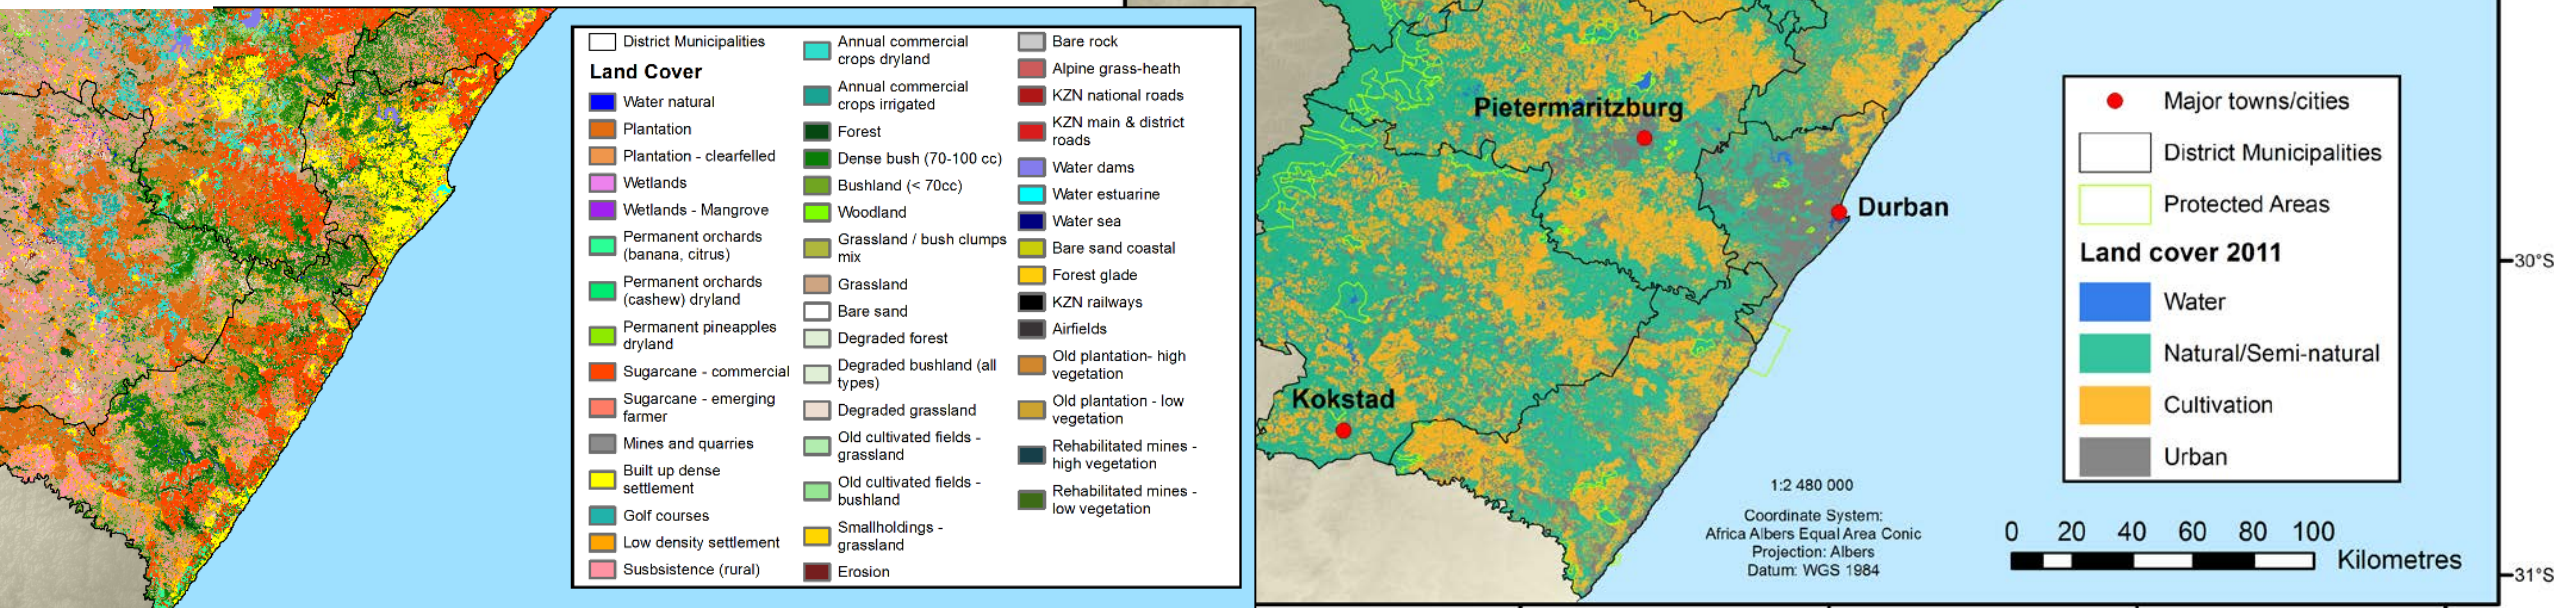 District Municipalities
Land Cover
Water natural
Plantation
Plantation - clearfelled
Wetlands
Wetlands - Mangrove
Permanent orchards
(banana, citrus)
Permanent orchards
(cashew) dryland
Permanent pineapples
dryland
Sugarcane - commercial
Sugarcane - emerging
farmer
Mines and quarries
Built up dense
settlement
Golf courses
Low density settlement
Susbsistence (rural)
Annual commercial
crops dryland
Annual commercial
crops irrigated
Forest
Dense bush (70-100 cc)
Bushland (< 70cc)
Woodland
Grassland / bush clumps
mix
Grassland
Bare sand
Degraded forest
Degraded bushland (all
types)
Degraded grassland
Old cultivated fields -
grassland
Old cultivated fields -
bushland
Smallholdings -
grassland
Erosion
Bare rock
Alpine grass-heath
KZN national roads
KZN main & district
roads
Water dams
Water estuarine
Water sea
Bare sand coastal
Forest glade
KZN railways
Airfields
Old plantation- high
vegetation
Old plantation - low
vegetation
Rehabilitated mines -
high vegetation
Rehabilitated mines -
low vegetation
Pietermaritzburg
Durban
Kokstad
1:2 480 000
Coordinate System:
Africa Albers Equal Area Conic
Projection: Albers
Datum: WGS 1984
Major towns/cities
District Municipalities
Protected Areas
Land cover 2011
Water
Natural/Semi-natural
Cultivation
Urban
0 20 40 60 80 100
Kilometres
30°S
31°S